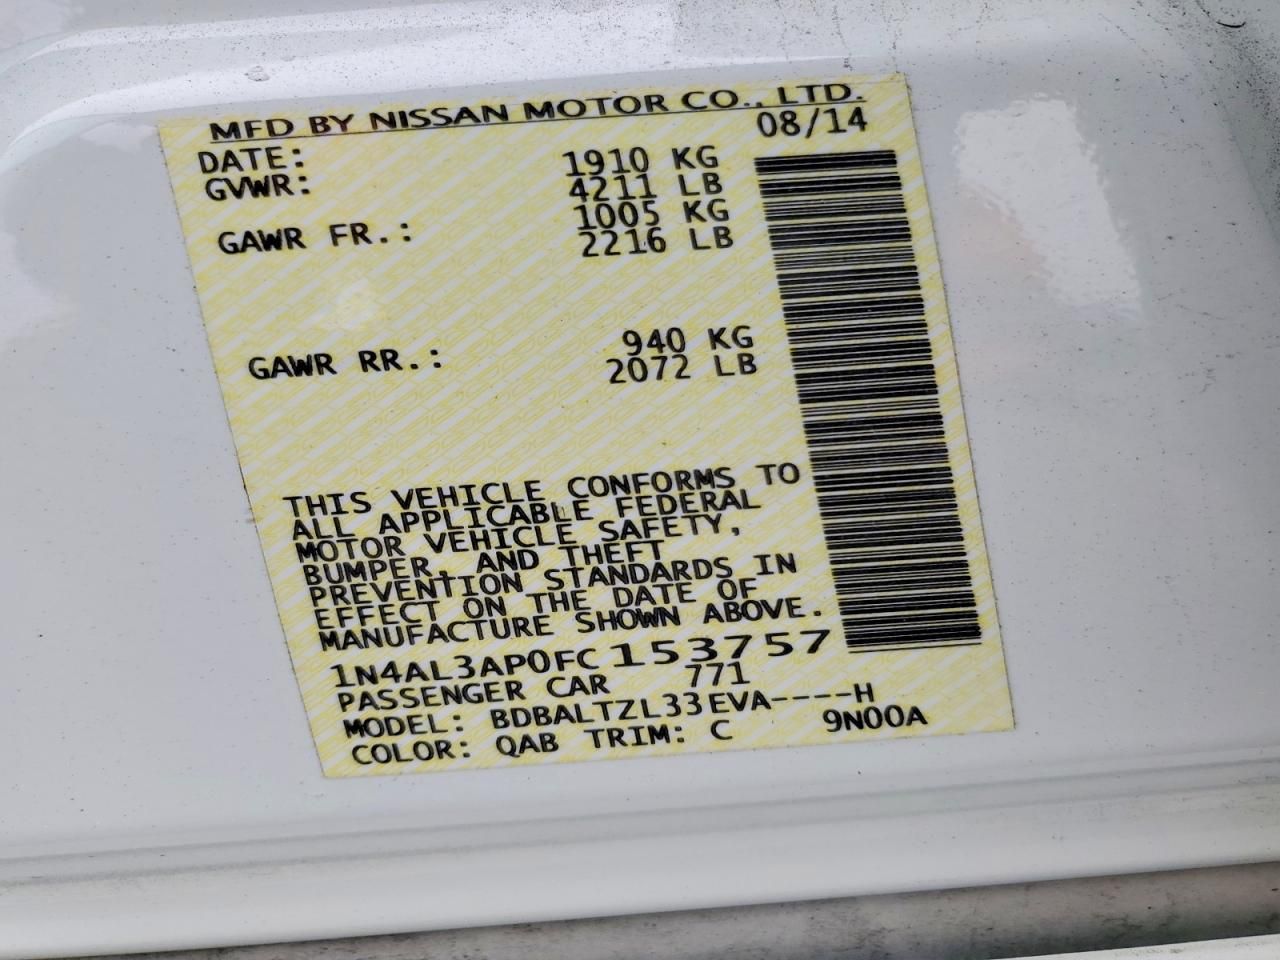 MFD BY NISSAN MOTOR CO., LTD.
DATE: 08/14
GVWR: 1910 KG
4211 LB
GAWR FR.: 1005 KG
2216 LB
GAWR RR.: 940 KG
2072 LB
THIS VEHICLE CONFORMS TO
ALL APPLICABLE FEDERAL
MOTOR VEHICLE SAFETY,
BUMPER, AND THEFT
PREVENTION STANDARDS IN
EFFECT ON THE DATE OF
MANUFACTURE SHOWN ABOVE.
1N4AL3AP0FC153757
PASSENGER CAR 771
MODEL: BDBALTZL33EVA----H
COLOR: QAB TRIM: C 9N00A